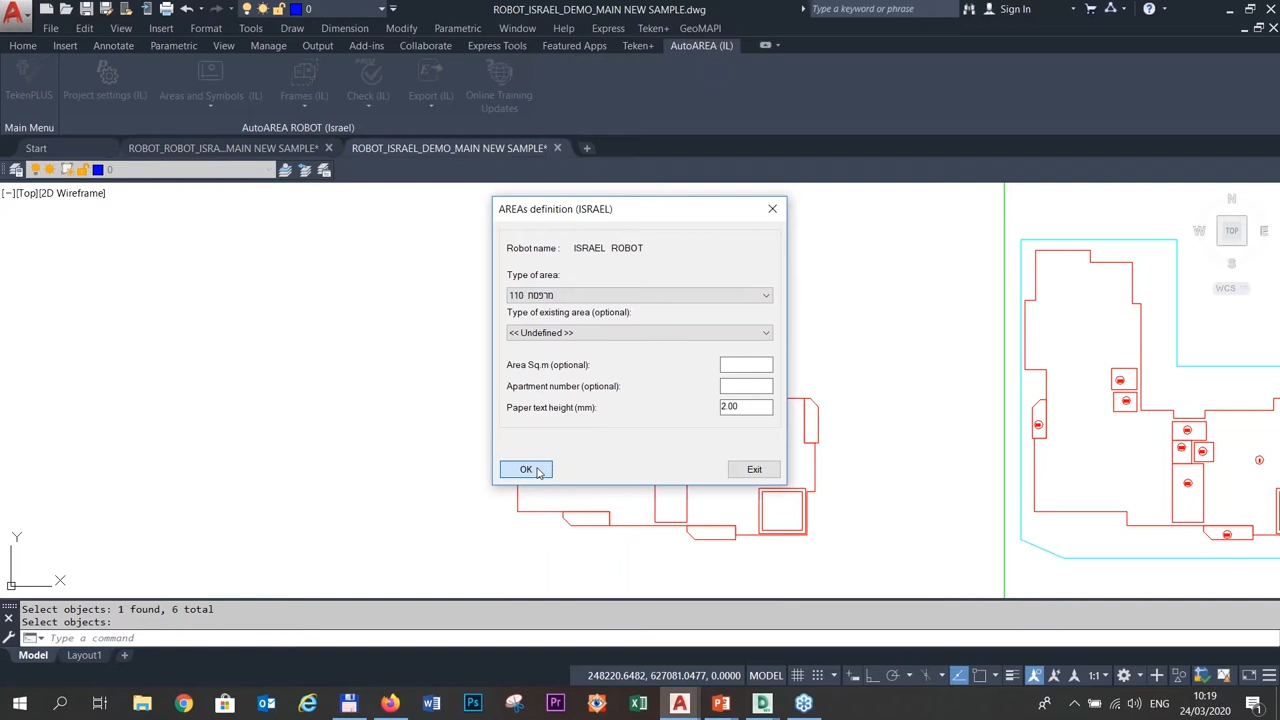 ROBOT_ISRAEL_DEMO_MAIN NEW SAMPLE.dwg
Type a keyword or phrase
Sign In
0
File Edit View Insert Format Tools Draw Dimension Modify Parametric Window Help Express Teken+ GeoMAPI
Home Insert Annotate Parametric View Manage Output Add-ins Collaborate Express Tools Featured Apps Teken+ AutoAREA (IL)
TekenPLUS Project settings (IL) Areas and Symbols (IL) Frames (IL) Check (IL) Export (IL) Online Training
Updates
Main Menu AutoAREA ROBOT (Israel)
Start ROBOT_ROBOT_ISRA...MAIN NEW SAMPLE* ROBOT_ISRAEL_DEMO_MAIN NEW SAMPLE*
0
[−][Top][2D Wireframe]
N
W TOP E
S
WCS
AREAs definition (ISRAEL)
Robot name : ISRAEL ROBOT
Type of area:
110 מרפסת
Type of existing area (optional):
<< Undefined >>
Area Sq.m (optional):
Apartment number (optional):
Paper text height (mm): 2.00
OK Exit
Y
X
Select objects: 1 found, 6 total
Select objects:
Type a command
Model Layout1 +
248220.6482, 627081.0477, 0.0000 MODEL 1:1
ENG 10:19
24/03/2020
1